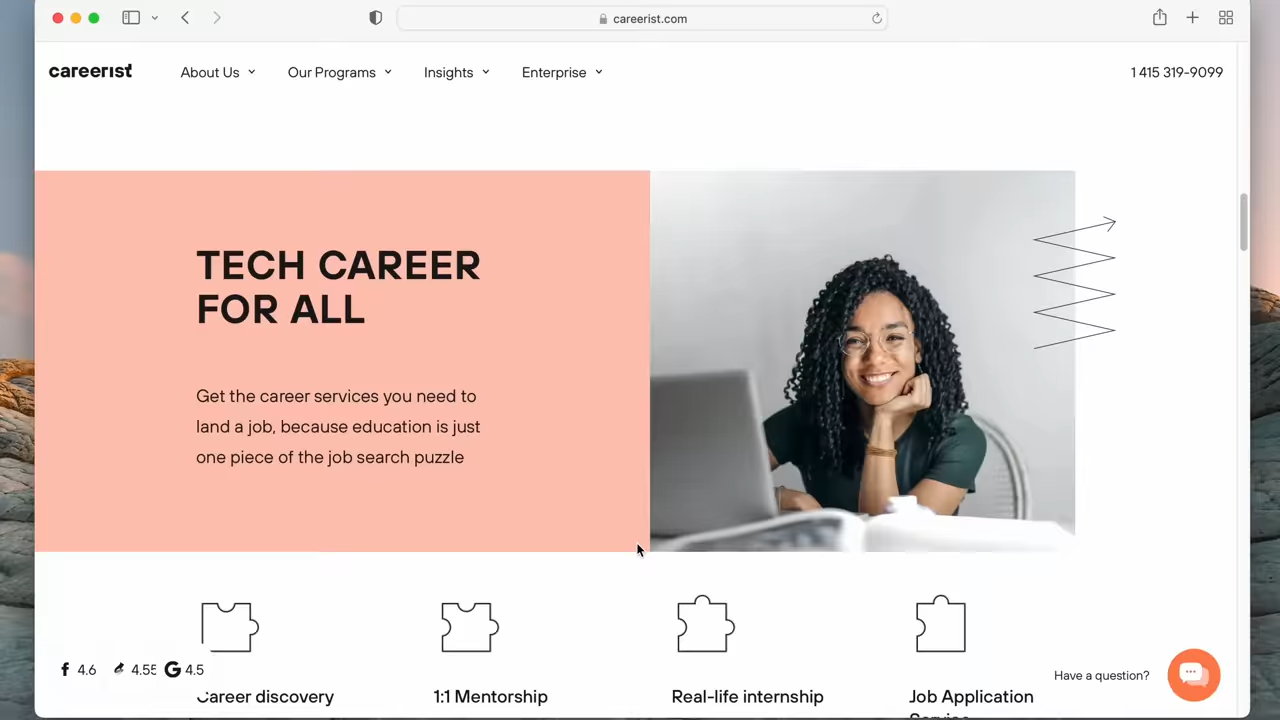 careerist.com
careerist
About Us
Our Programs
Insights
Enterprise
1 415 319-9099
TECH CAREER
FOR ALL
Get the career services you need to
land a job, because education is just
one piece of the job search puzzle
4.6
4.55
4.5
Have a question?
Career discovery
1:1 Mentorship
Real-life internship
Job Application
Service